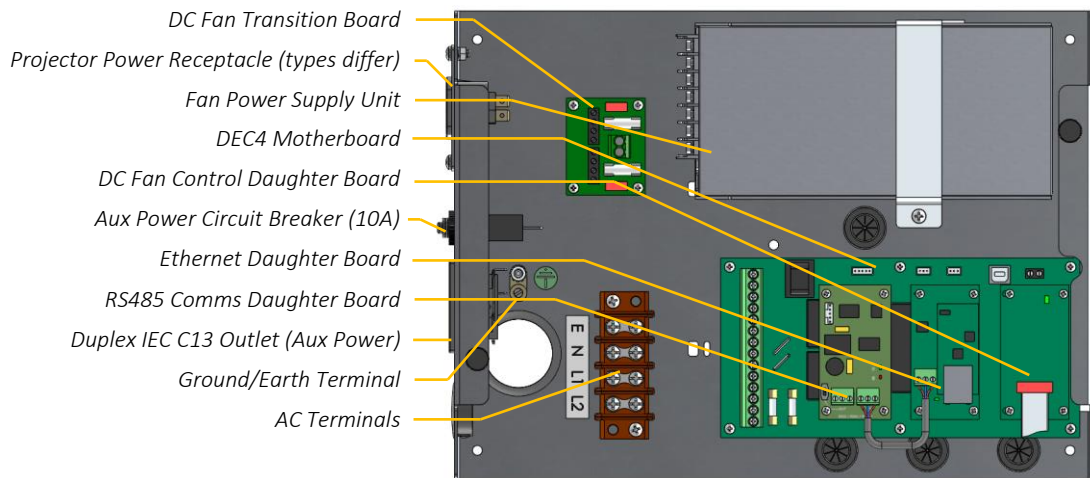 DC Fan Transition Board
Projector Power Receptacle (types differ)
Fan Power Supply Unit
DEC4 Motherboard
DC Fan Control Daughter Board
Aux Power Circuit Breaker (10A)
Ethernet Daughter Board
RS485 Comms Daughter Board
Duplex IEC C13 Outlet (Aux Power)
Ground/Earth Terminal
AC Terminals
E N L1 L2